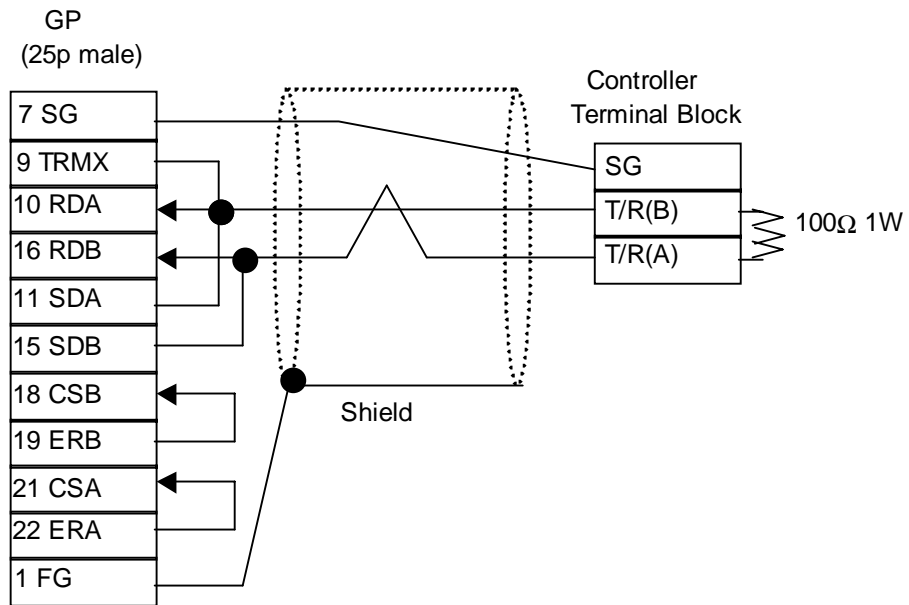 GP
(25p male)
7 SG
9 TRMX
10 RDA
16 RDB
11 SDA
15 SDB
18 CSB
19 ERB
21 CSA
22 ERA
1 FG
Shield
Controller
Terminal Block
SG
T/R(B)
T/R(A)
100Ω 1W